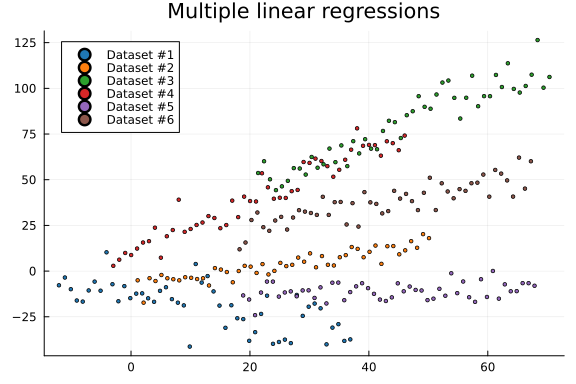 Multiple linear regressions
Dataset #1
Dataset #2
Dataset #3
Dataset #4
Dataset #5
Dataset #6
125
100
75
50
25
0
−25
0
20
40
60